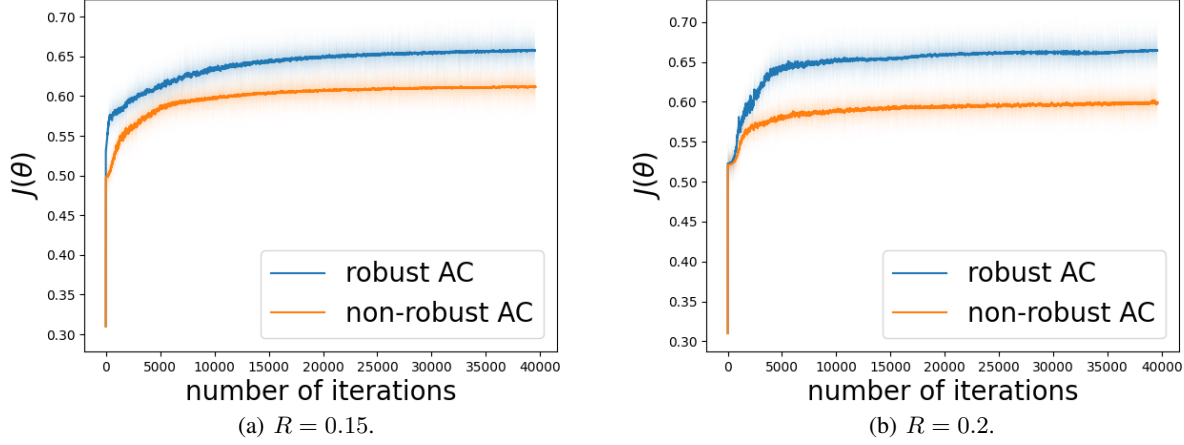 0.70
0.65
0.60
0.55
0.50
0.45
0.40
0.35
0.30
J(θ)
robust AC
non-robust AC
0 5000 10000 15000 20000 25000 30000 35000 40000
number of iterations
(a) R = 0.15.
0.70
0.65
0.60
0.55
0.50
0.45
0.40
0.35
0.30
J(θ)
robust AC
non-robust AC
0 5000 10000 15000 20000 25000 30000 35000 40000
number of iterations
(b) R = 0.2.